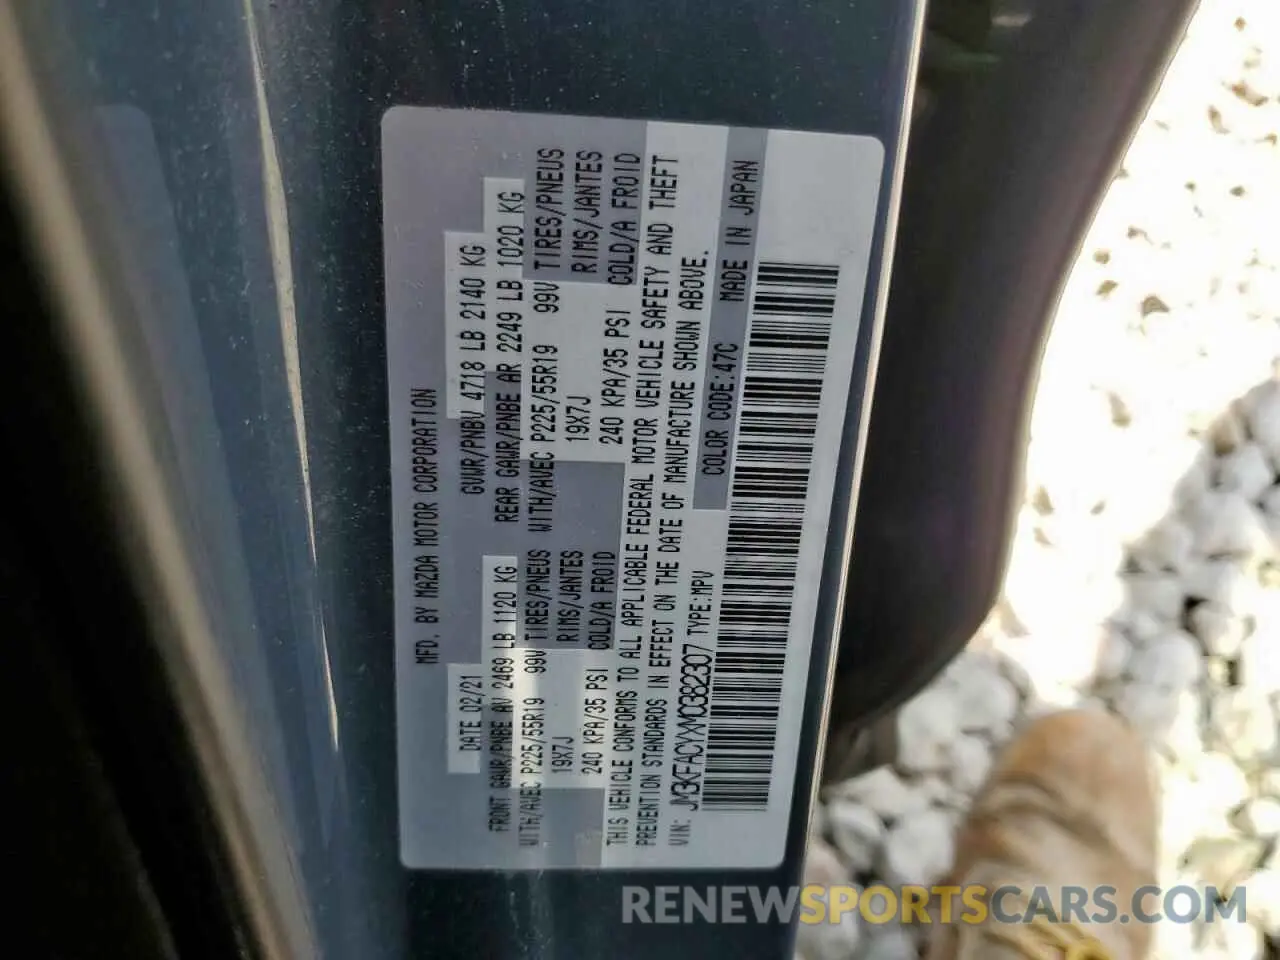 MFD. BY MAZDA MOTOR CORPORATION
DATE 02/21 GVWR/PNBV 4718 LB 2140 KG
FRONT GAWR/PNBE AV 2469 LB 1120 KG REAR GAWR/PNBE AR 2249 LB 1020 KG
WITH/AVEC P225/55R19 99V TIRES/PNEUS WITH/AVEC P225/55R19 99V TIRES/PNEUS
19X7J RIMS/JANTES 19X7J RIMS/JANTES
240 KPA/35 PSI COLD/A FROID 240 KPA/35 PSI COLD/A FROID
THIS VEHICLE CONFORMS TO ALL APPLICABLE FEDERAL MOTOR VEHICLE SAFETY AND THEFT
PREVENTION STANDARDS IN EFFECT ON THE DATE OF MANUFACTURE SHOWN ABOVE.
VIN: JM3KFACYXM0382307 TYPE:MPV COLOR CODE:47C MADE IN JAPAN
RENEWSPORTSCARS.COM